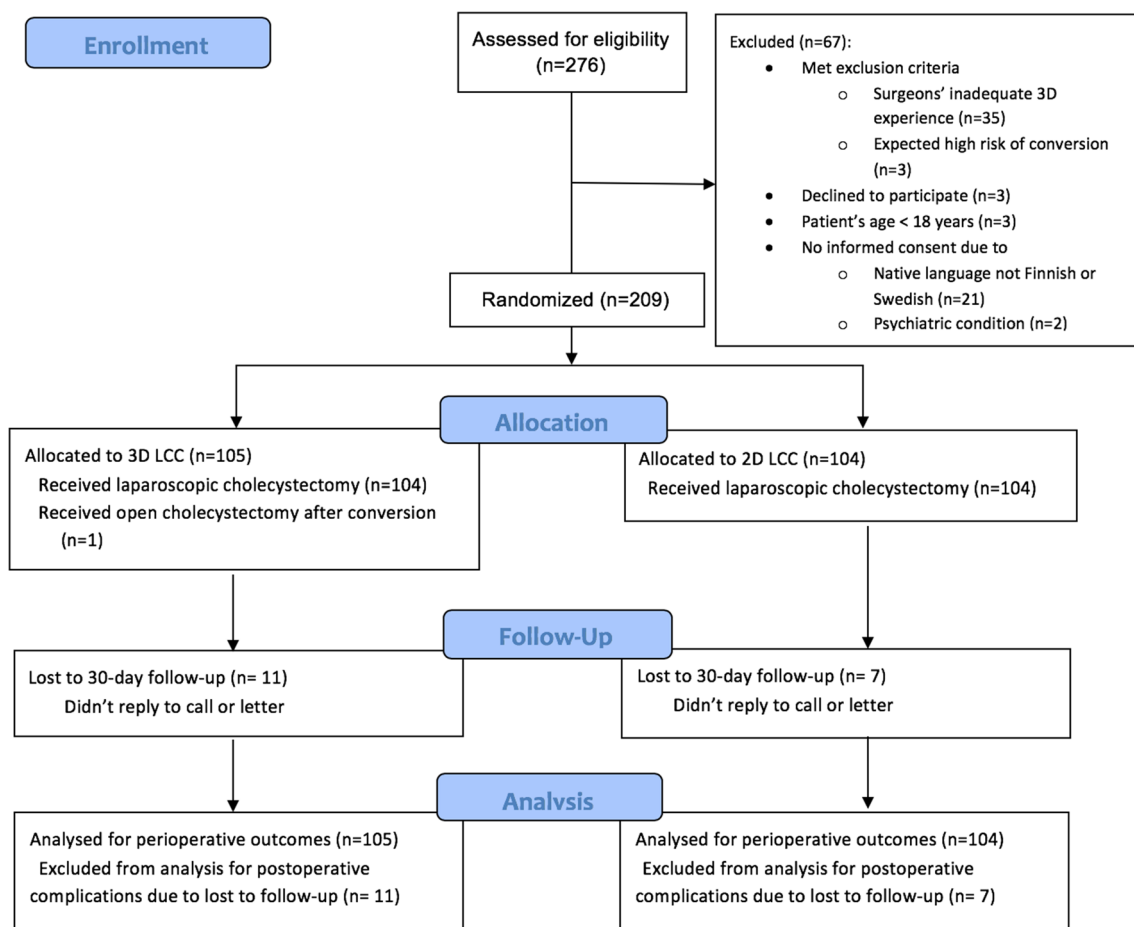 Enrollment
Assessed for eligibility
(n=276)
Excluded (n=67):
• Met exclusion criteria
o Surgeons' inadequate 3D
experience (n=35)
o Expected high risk of conversion
(n=3)
• Declined to participate (n=3)
• Patient's age < 18 years (n=3)
• No informed consent due to
o Native language not Finnish or
Swedish (n=21)
o Psychiatric condition (n=2)
Randomized (n=209)
Allocation
Allocated to 3D LCC (n=105)
Received laparoscopic cholecystectomy (n=104)
Received open cholecystectomy after conversion
(n=1)
Allocated to 2D LCC (n=104)
Received laparoscopic cholecystectomy (n=104)
Follow-Up
Lost to 30-day follow-up (n= 11)
Didn't reply to call or letter
Lost to 30-day follow-up (n= 7)
Didn't reply to call or letter
Analysis
Analysed for perioperative outcomes (n=105)
Excluded from analysis for postoperative
complications due to lost to follow-up (n= 11)
Analysed for perioperative outcomes (n=104)
Excluded from analysis for postoperative
complications due to lost to follow-up (n= 7)